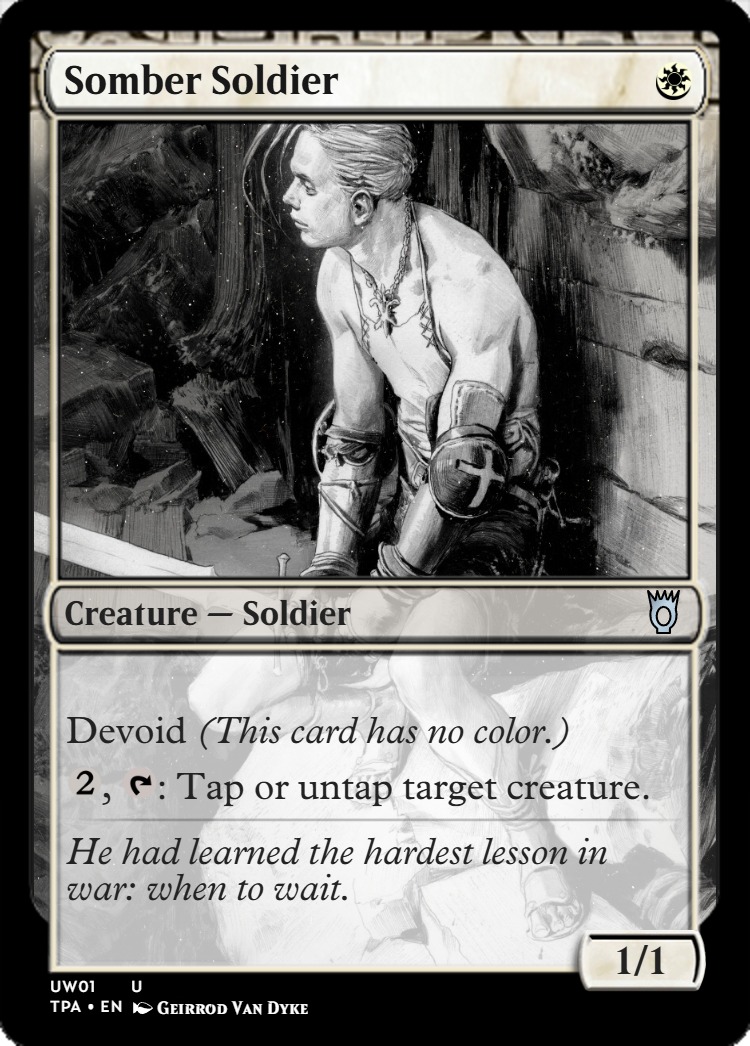 Somber Soldier
Creature — Soldier
Devoid (This card has no color.)
2, : Tap or untap target creature.
He had learned the hardest lesson in
war: when to wait.
1/1
UW01 U
TPA • EN Geirrod Van Dyke